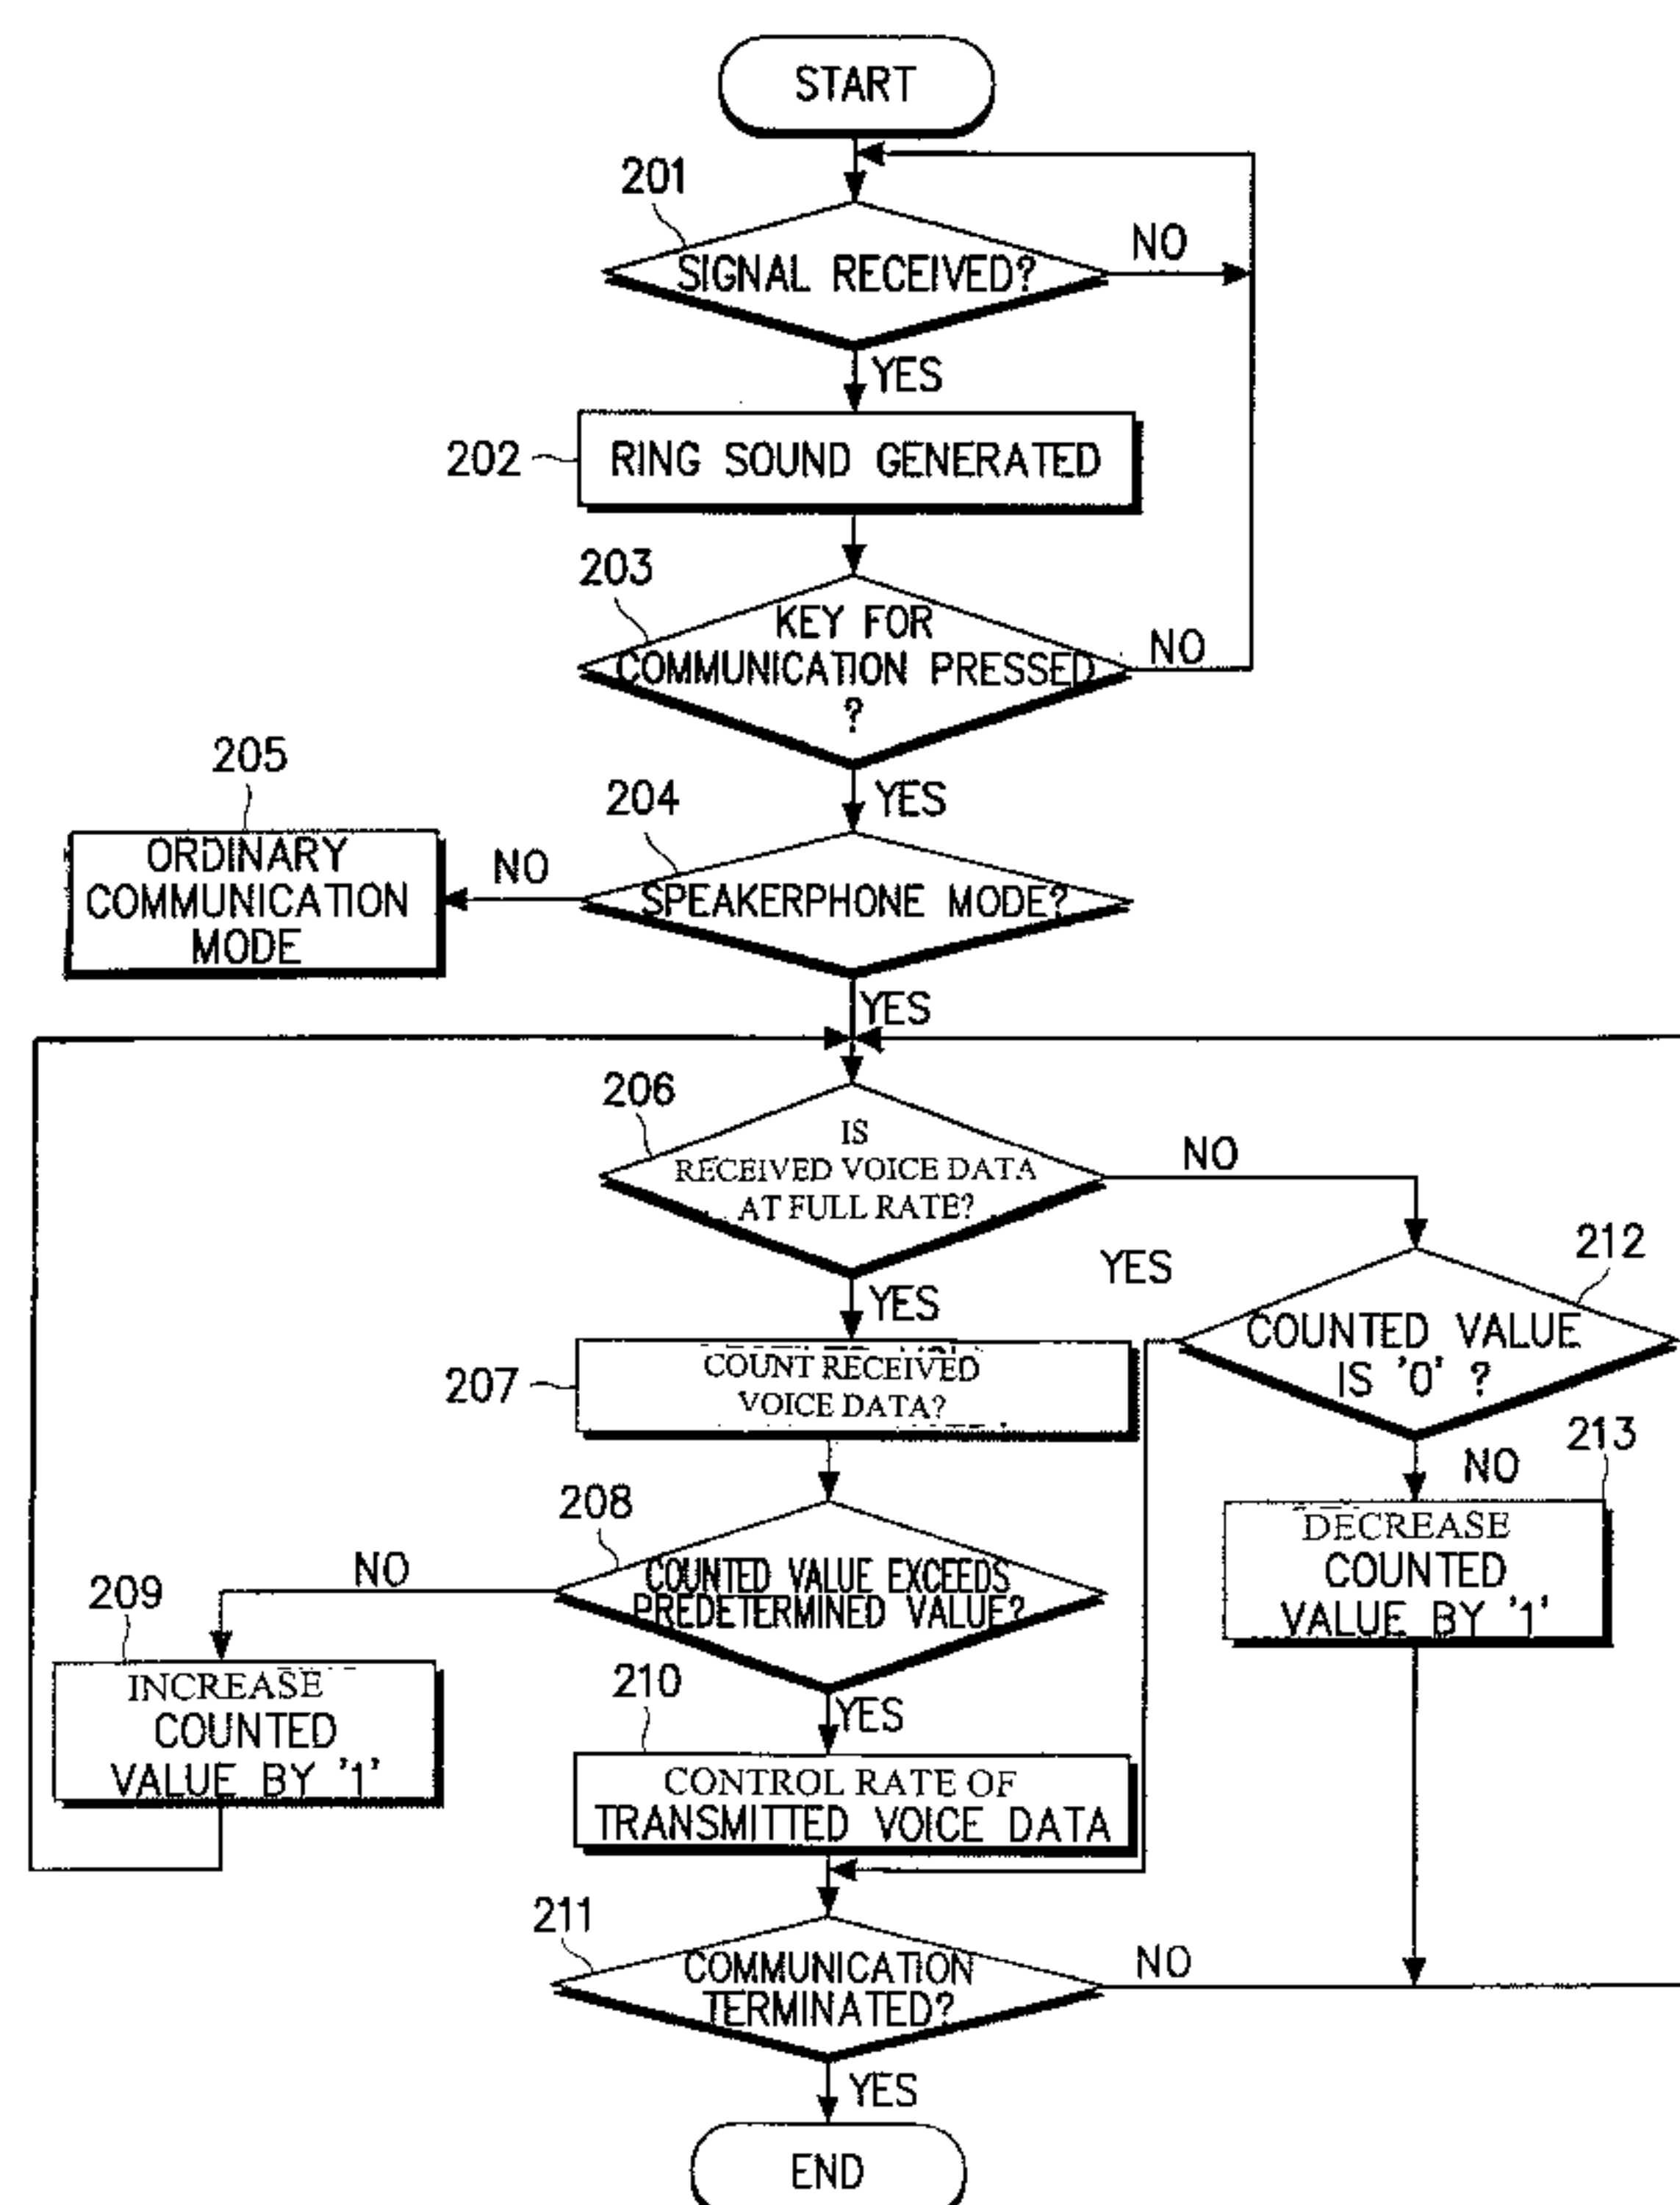 START
201
SIGNAL RECEIVED?
NO
YES
202
RING SOUND GENERATED
203
KEY FOR
COMMUNICATION PRESSED
?
NO
YES
205
ORDINARY
COMMUNICATION
MODE
NO
204
SPEAKERPHONE MODE?
YES
206
IS
RECEIVED VOICE DATA
AT FULL RATE?
NO
YES
212
COUNTED VALUE
IS '0' ?
YES
NO
207
COUNT RECEIVED
VOICE DATA?
213
DECREASE
COUNTED
VALUE BY '1'
208
COUNTED VALUE EXCEEDS
PREDETERMINED VALUE?
NO
209
INCREASE
COUNTED
VALUE BY '1'
YES
210
CONTROL RATE OF
TRANSMITTED VOICE DATA
211
COMMUNICATION
TERMINATED?
NO
YES
END